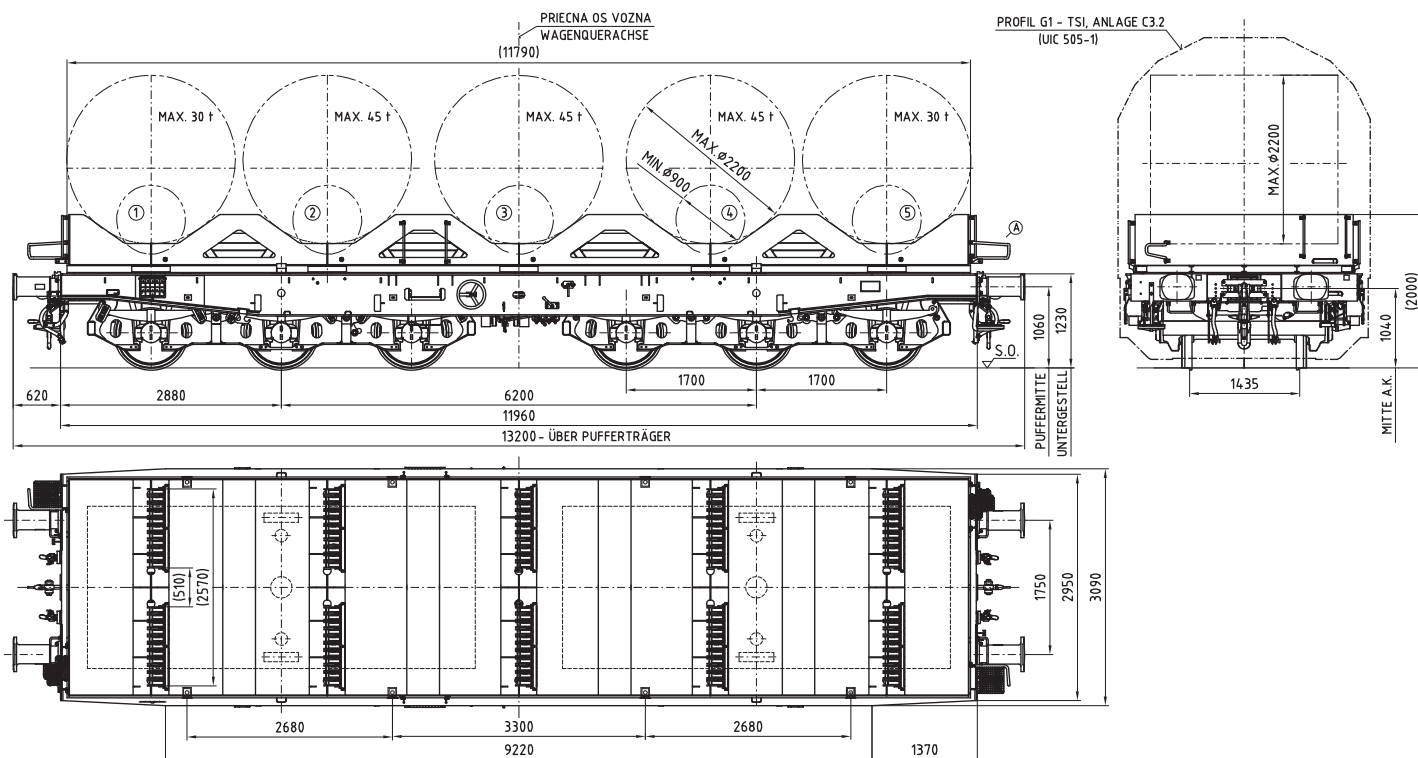 PRIECNA OS VOZNA
WAGENQUERACHSE
(11790)
PROFIL G1 - TSI, ANLAGE C3.2
(UIC 505-1)
MAX. 30 t
MAX. 45 t
MAX. 45 t
MAX. 45 t
MAX. 30 t
MAX. ø2200
MIN. ø900
MAX. ø2200
1
2
3
4
5
A
S.O.
1060
1230
1040
(2000)
PUFFERMITTE
UNTERGESTELL
MITTE A.K.
1700
1700
1435
620
2880
6200
11960
13200 - ÜBER PUFFERTRÄGER
(510)
(2570)
1750
2950
3090
2680
3300
2680
9220
1370